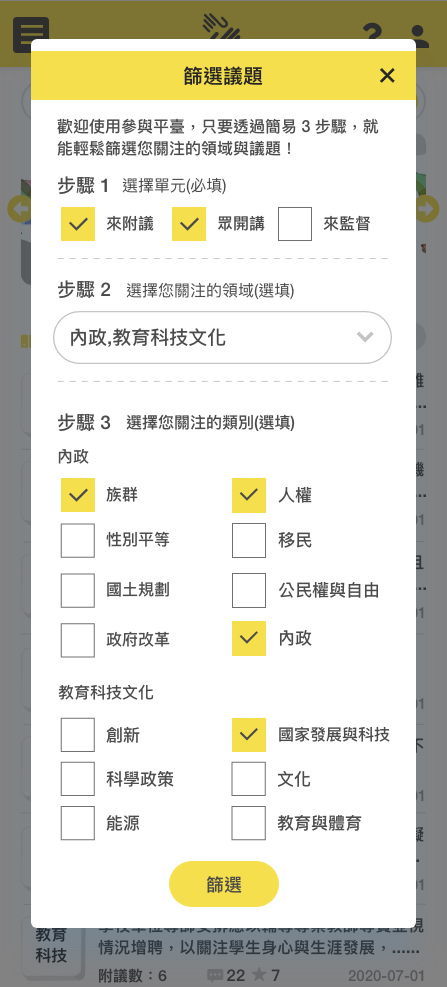 篩選議題
歡迎使用參與平臺，只要透過簡易 3 步驟，就
能輕鬆篩選您關注的領域與議題！
步驟 1 選擇單元(必填)
來附議 眾開講 來監督
步驟 2 選擇您關注的領域(選填)
內政,教育科技文化
步驟 3 選擇您關注的類別(選填)
內政
族群 人權
性別平等 移民
國土規劃 公民權與自由
政府改革 內政
教育科技文化
創新 國家發展與科技
科學政策 文化
能源 教育與體育
篩選
教育
科技
情況增聘，以關注學生身心與生涯發展，......
附議數：6 22 7 2020-07-01